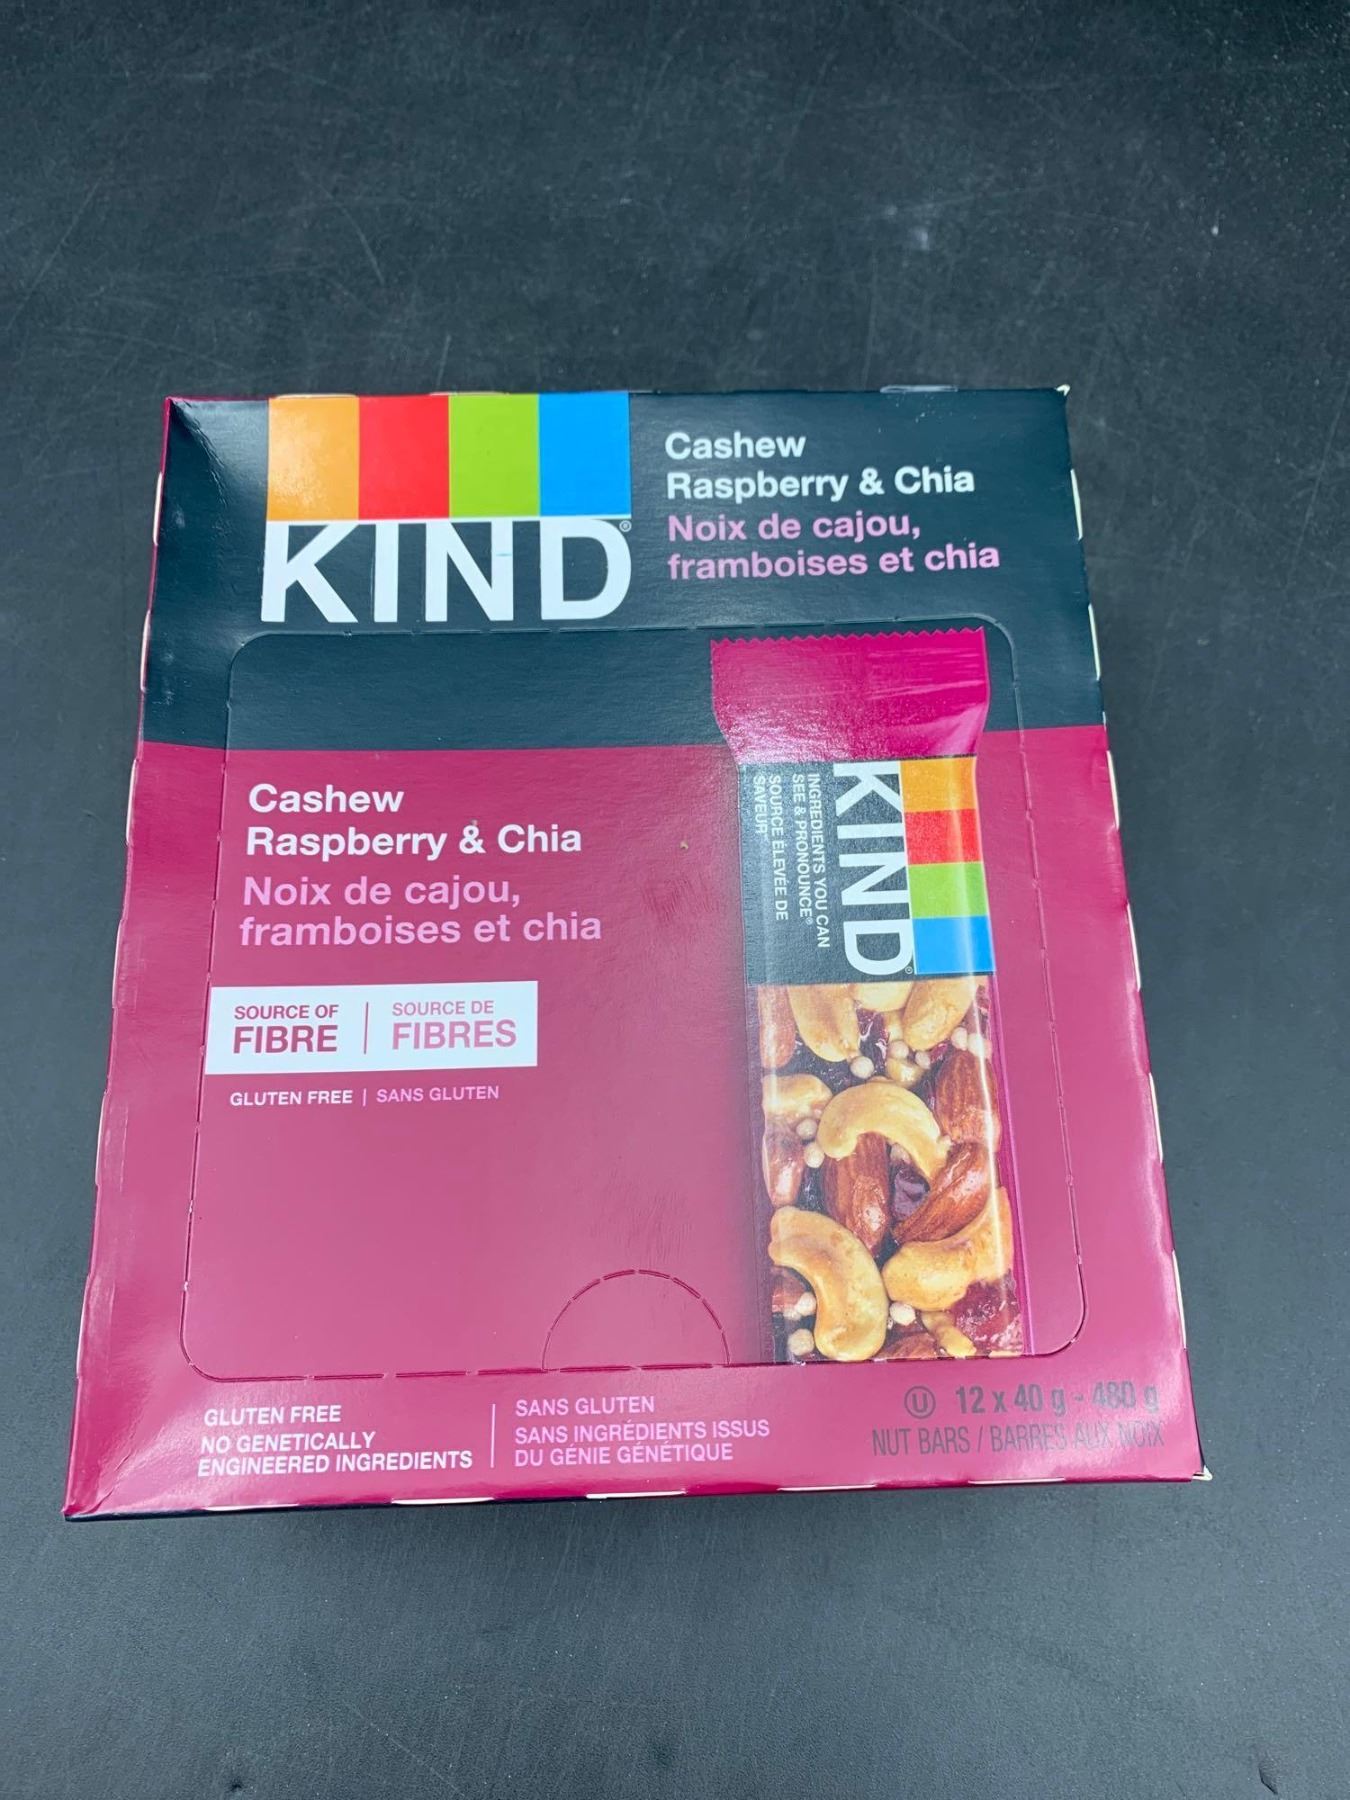 KIND®
Cashew
Raspberry & Chia
Noix de cajou,
framboises et chia
Cashew
Raspberry & Chia
Noix de cajou,
framboises et chia
SOURCE OF
FIBRE
SOURCE DE
FIBRES
GLUTEN FREE | SANS GLUTEN
KIND
INGREDIENTS YOU CAN
SEE & PRONOUNCE®
SOURCE ÉLEVÉE DE
SAVEUR
GLUTEN FREE
NO GENETICALLY
ENGINEERED INGREDIENTS
SANS GLUTEN
SANS INGRÉDIENTS ISSUS
DU GÉNIE GÉNÉTIQUE
U 12 x 40 g - 480 g
NUT BARS / BARRES AUX NOIX